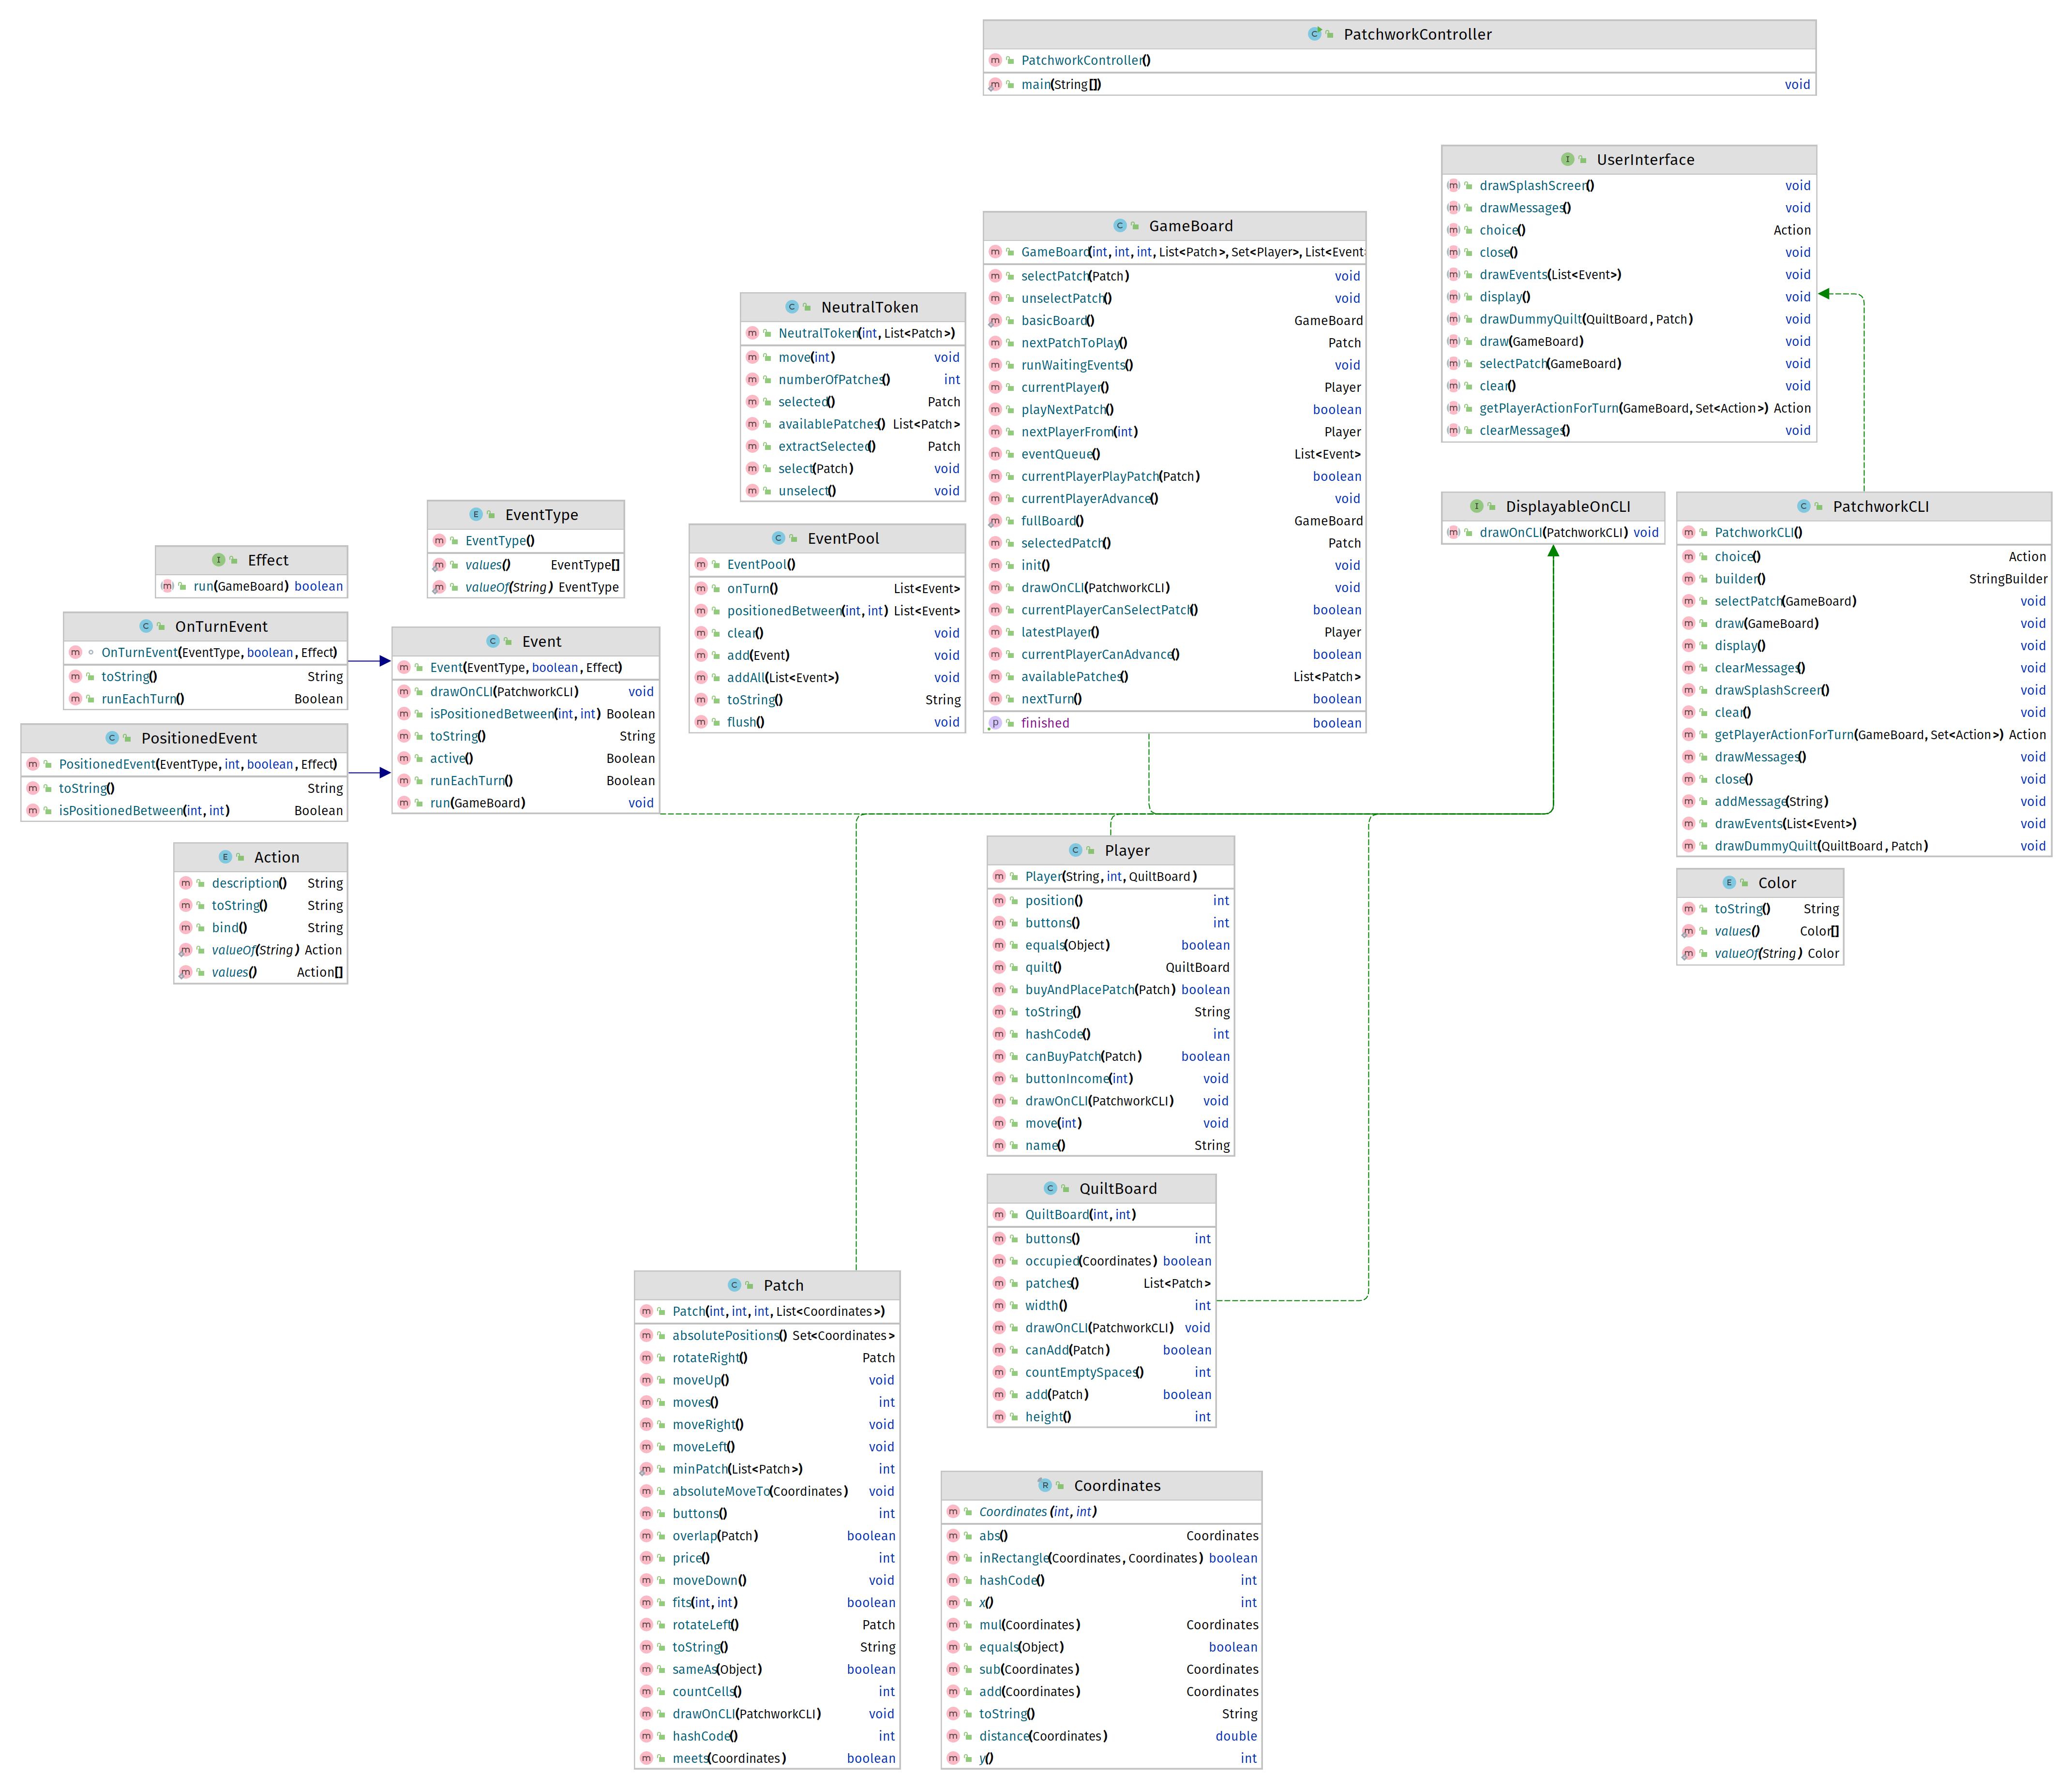 PatchworkController
PatchworkController()
main(String[]) void
UserInterface
drawSplashScreen() void
drawMessages() void
choice() Action
close() void
drawEvents(List<Event>) void
display() void
drawDummyQuilt(QuiltBoard, Patch) void
draw(GameBoard) void
selectPatch(GameBoard) void
clear() void
getPlayerActionForTurn(GameBoard, Set<Action>) Action
clearMessages() void
GameBoard
GameBoard(int, int, int, List<Patch>, Set<Player>, List<Event
selectPatch(Patch) void
unselectPatch() void
basicBoard() GameBoard
nextPatchToPlay() Patch
runWaitingEvents() void
currentPlayer() Player
playNextPatch() boolean
nextPlayerFrom(int) Player
eventQueue() List<Event>
currentPlayerPlayPatch(Patch) boolean
currentPlayerAdvance() void
fullBoard() GameBoard
selectedPatch() Patch
init() void
drawOnCLI(PatchworkCLI) void
currentPlayerCanSelectPatch() boolean
latestPlayer() Player
currentPlayerCanAdvance() boolean
availablePatches() List<Patch>
nextTurn() boolean
finished boolean
NeutralToken
NeutralToken(int, List<Patch>)
move(int) void
numberOfPatches() int
selected() Patch
availablePatches() List<Patch>
extractSelected() Patch
select(Patch) void
unselect() void
DisplayableOnCLI
drawOnCLI(PatchworkCLI) void
PatchworkCLI
PatchworkCLI()
choice() Action
builder() StringBuilder
selectPatch(GameBoard) void
draw(GameBoard) void
display() void
clearMessages() void
drawSplashScreen() void
clear() void
getPlayerActionForTurn(GameBoard, Set<Action>) Action
drawMessages() void
close() void
addMessage(String) void
drawEvents(List<Event>) void
drawDummyQuilt(QuiltBoard, Patch) void
EventType
EventType()
values() EventType[]
valueOf(String) EventType
EventPool
EventPool()
onTurn() List<Event>
positionedBetween(int, int) List<Event>
clear() void
add(Event) void
addAll(List<Event>) void
toString() String
flush() void
Effect
run(GameBoard) boolean
OnTurnEvent
OnTurnEvent(EventType, boolean, Effect)
toString() String
runEachTurn() Boolean
Event
Event(EventType, boolean, Effect)
drawOnCLI(PatchworkCLI) void
isPositionedBetween(int, int) Boolean
toString() String
active() Boolean
runEachTurn() Boolean
run(GameBoard) void
PositionedEvent
PositionedEvent(EventType, int, boolean, Effect)
toString() String
isPositionedBetween(int, int) Boolean
Action
description() String
toString() String
bind() String
valueOf(String) Action
values() Action[]
Player
Player(String, int, QuiltBoard)
position() int
buttons() int
equals(Object) boolean
quilt() QuiltBoard
buyAndPlacePatch(Patch) boolean
toString() String
hashCode() int
canBuyPatch(Patch) boolean
buttonIncome(int) void
drawOnCLI(PatchworkCLI) void
move(int) void
name() String
Color
toString() String
values() Color[]
valueOf(String) Color
QuiltBoard
QuiltBoard(int, int)
buttons() int
occupied(Coordinates) boolean
patches() List<Patch>
width() int
drawOnCLI(PatchworkCLI) void
canAdd(Patch) boolean
countEmptySpaces() int
add(Patch) boolean
height() int
Patch
Patch(int, int, int, List<Coordinates>)
absolutePositions() Set<Coordinates>
rotateRight() Patch
moveUp() void
moves() int
moveRight() void
moveLeft() void
minPatch(List<Patch>) int
absoluteMoveTo(Coordinates) void
buttons() int
overlap(Patch) boolean
price() int
moveDown() void
fits(int, int) boolean
rotateLeft() Patch
toString() String
sameAs(Object) boolean
countCells() int
drawOnCLI(PatchworkCLI) void
hashCode() int
meets(Coordinates) boolean
Coordinates
Coordinates(int, int)
abs() Coordinates
inRectangle(Coordinates, Coordinates) boolean
hashCode() int
x() int
mul(Coordinates) Coordinates
equals(Object) boolean
sub(Coordinates) Coordinates
add(Coordinates) Coordinates
toString() String
distance(Coordinates) double
y() int